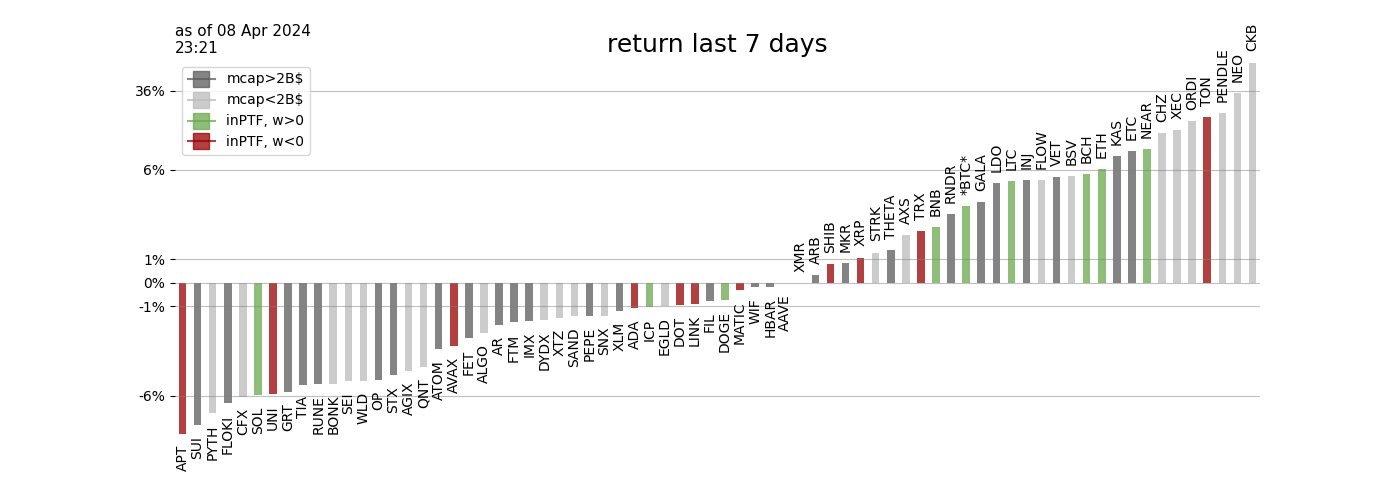 as of 08 Apr 2024
23:21
return last 7 days
mcap>2B$
mcap<2B$
inPTF, w>0
inPTF, w<0
36%
6%
1%
0%
-1%
-6%
APT
SUI
PYTH
FLOKI
CFX
SOL
UNI
GRT
TIA
RUNE
BONK
SEI
WLD
OP
STX
AGIX
QNT
ATOM
AVAX
FET
ALGO
AR
FTM
IMX
DYDX
XTZ
SAND
PEPE
SNX
XLM
ADA
ICP
EGLD
DOT
LINK
FIL
DOGE
MATIC
WIF
HBAR
AAVE
XMR
ARB
SHIB
MKR
XRP
STRK
THETA
AXS
TRX
BNB
RNDR
*BTC*
GALA
LDO
LTC
INJ
FLOW
VET
BSV
BCH
ETH
KAS
ETC
NEAR
CHZ
XEC
ORDI
TON
PENDLE
NEO
CKB